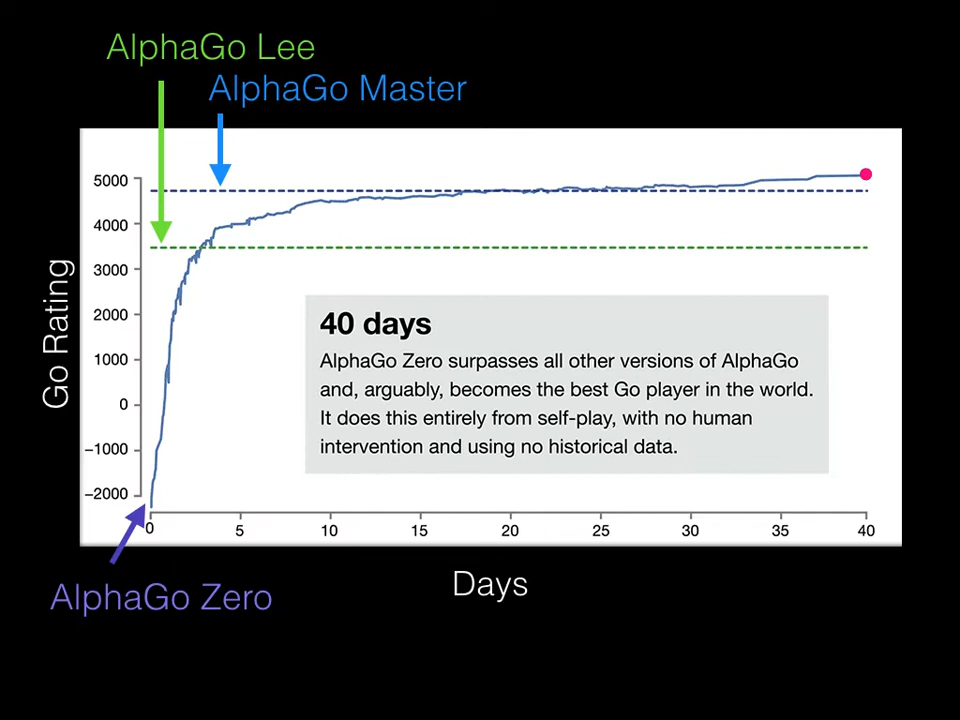 AlphaGo Lee
AlphaGo Master
5000
4000
3000
2000
1000
0
−1000
−2000
Go Rating
40 days
AlphaGo Zero surpasses all other versions of AlphaGo
and, arguably, becomes the best Go player in the world.
It does this entirely from self-play, with no human
intervention and using no historical data.
0 5 10 15 20 25 30 35 40
Days
AlphaGo Zero